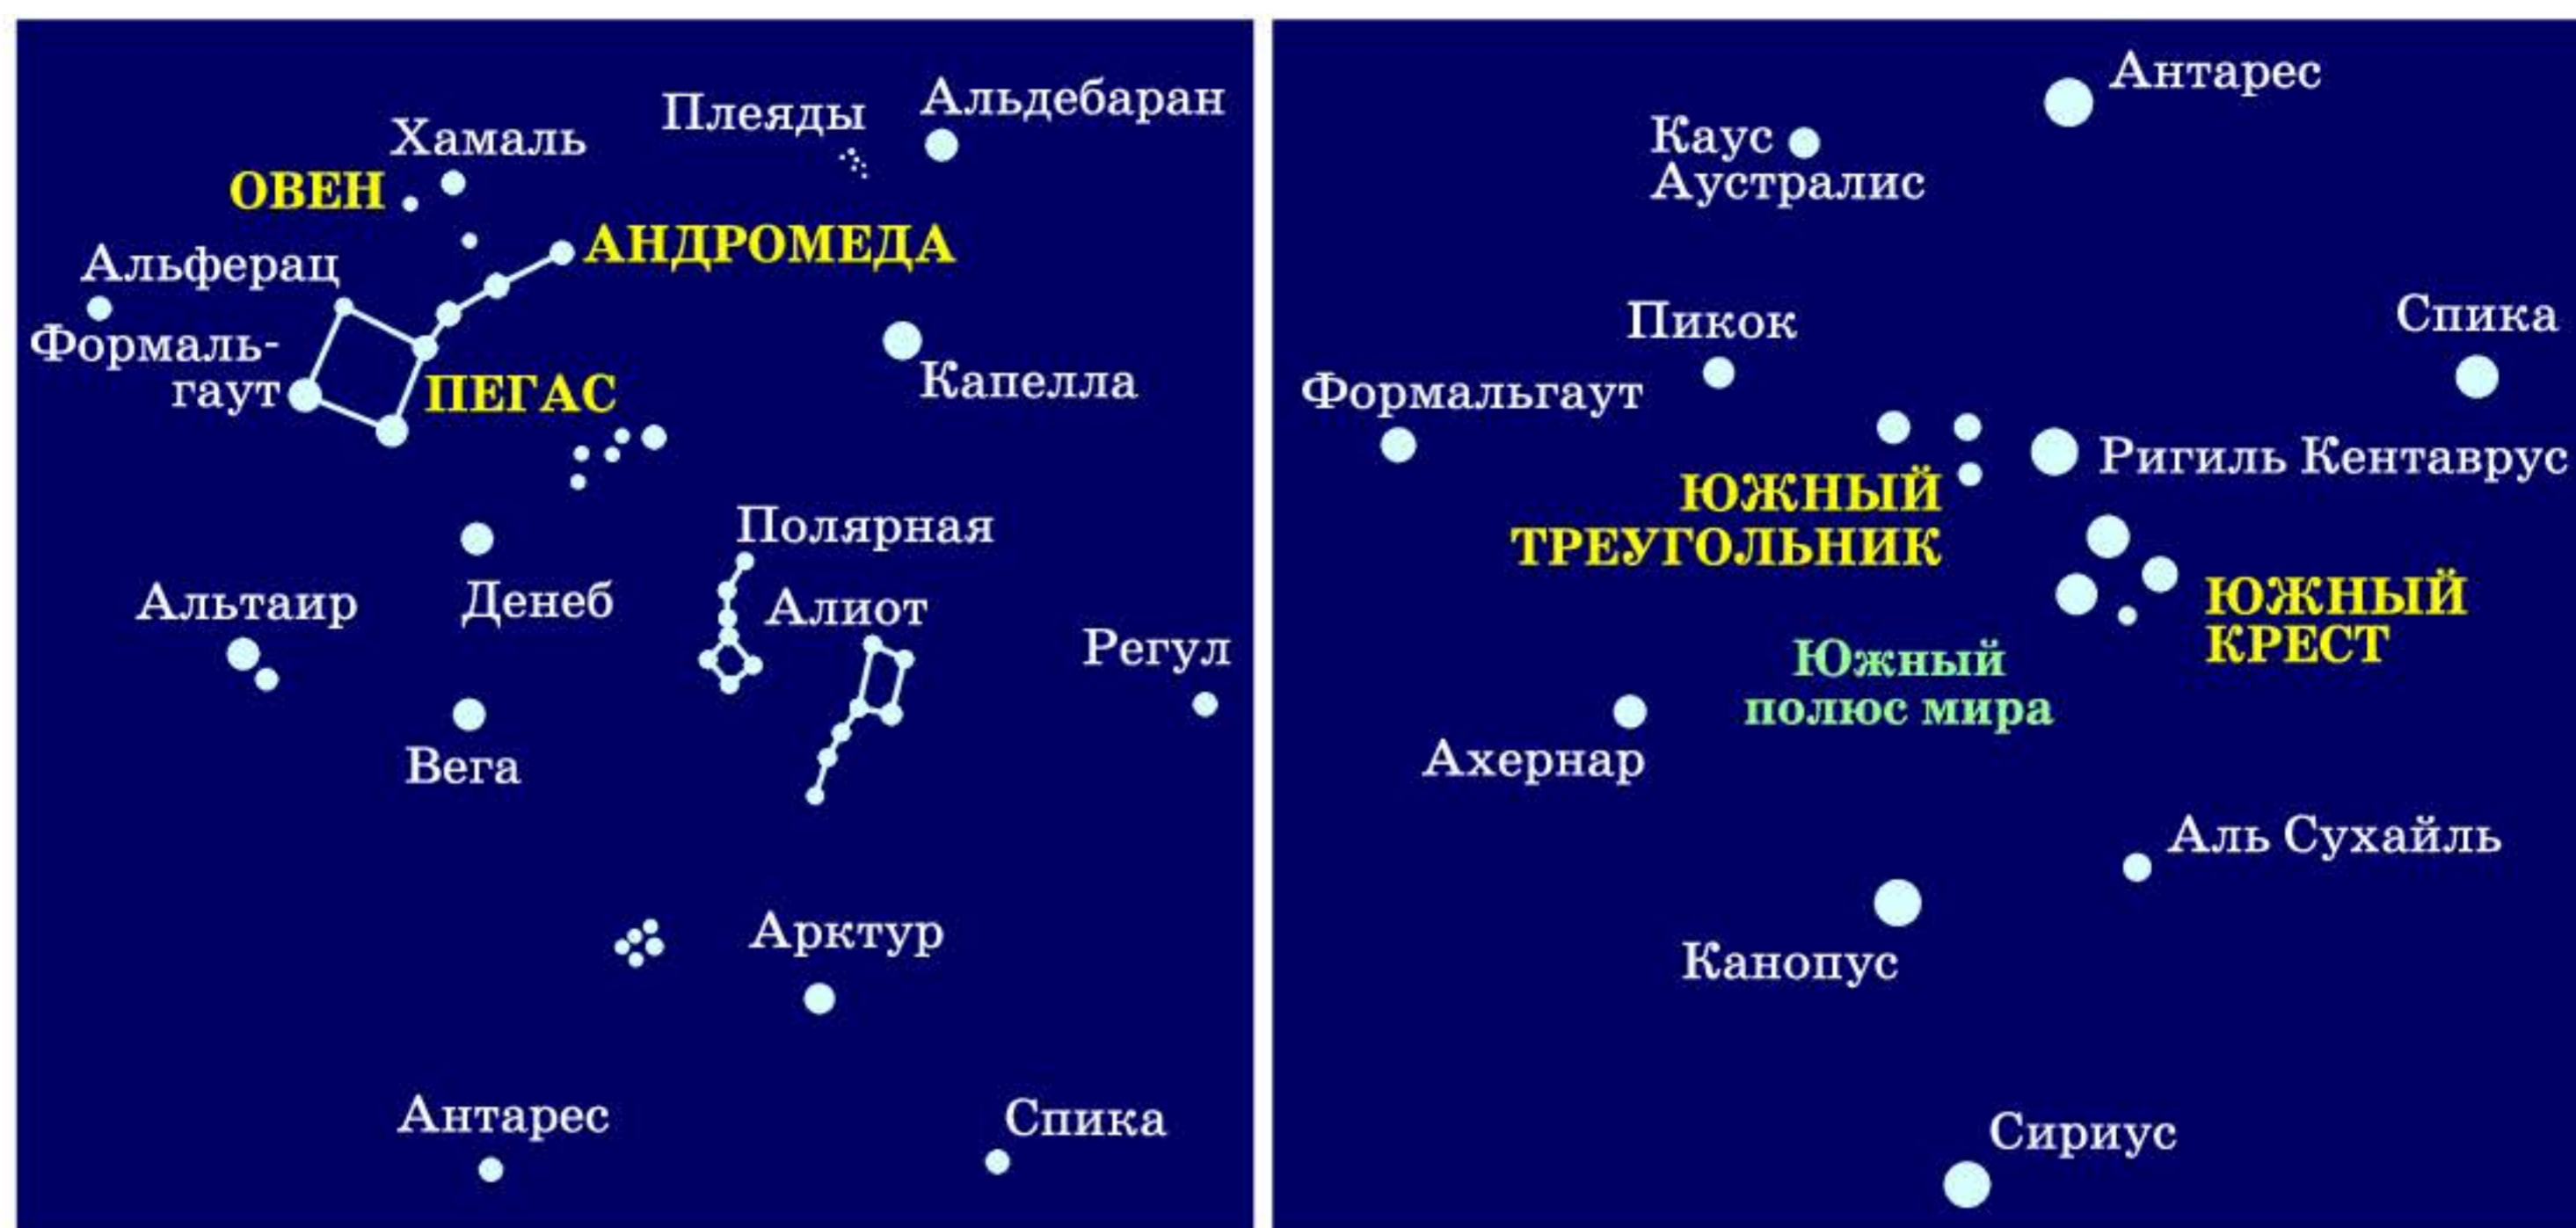 Хамаль
Плеяды
Альдебаран
ОВЕН
АНДРОМЕДА
Альферац
Формаль-
гаут
ПЕГАС
Капелла
Полярная
Альтаир
Денеб
Алиот
Регул
Вега
Арктур
Антарес
Спика
Антарес
Каус
Аустралис
Пикок
Спика
Формальгаут
Ригиль Кентаврус
ЮЖНЫЙ
ТРЕУГОЛЬНИК
ЮЖНЫЙ
КРЕСТ
Южный
полюс мира
Ахернар
Аль Сухайль
Канопус
Сириус